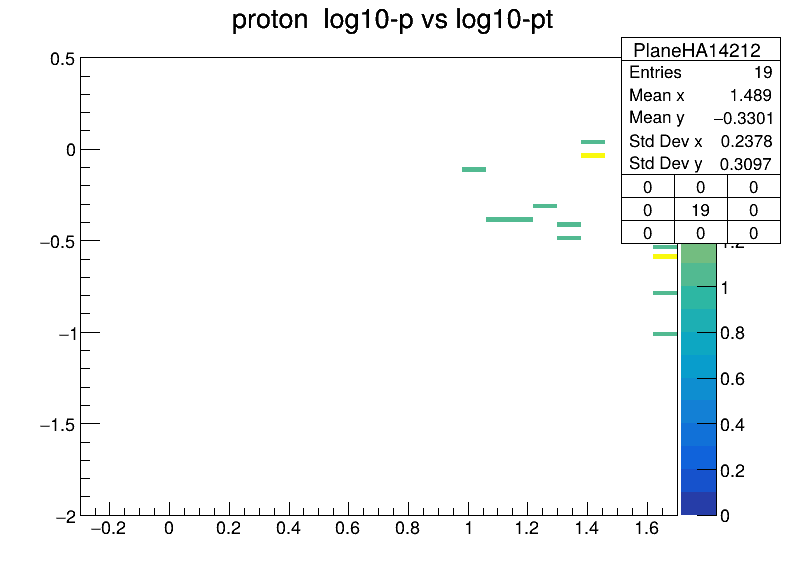 proton  log10-p vs log10-pt
PlaneHA14212
Entries 19
Mean x 1.489
Mean y −0.3301
Std Dev x 0.2378
Std Dev y 0.3097
0 0 0
0 19 0
0 0 0
0.5
0
−0.5
−1
−1.5
−2
−0.2 0 0.2 0.4 0.6 0.8 1 1.2 1.4 1.6
1.2
1
0.8
0.6
0.4
0.2
0